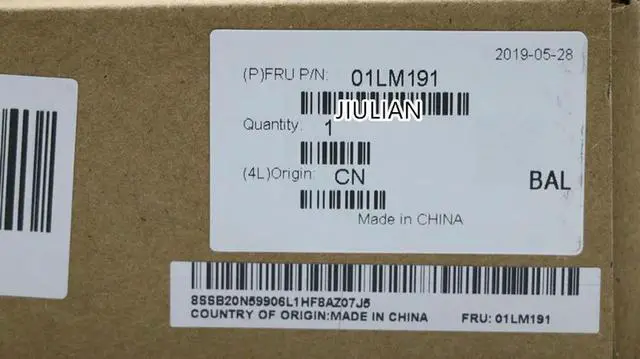 2019-05-28
(P)FRU P/N: 01LM191
JIULIAN
Quantity: 1
(4L)Origin: CN
BAL
Made in CHINA
8SSB20N59906L1HF8AZ07J5
COUNTRY OF ORIGIN:MADE IN CHINA FRU: 01LM191